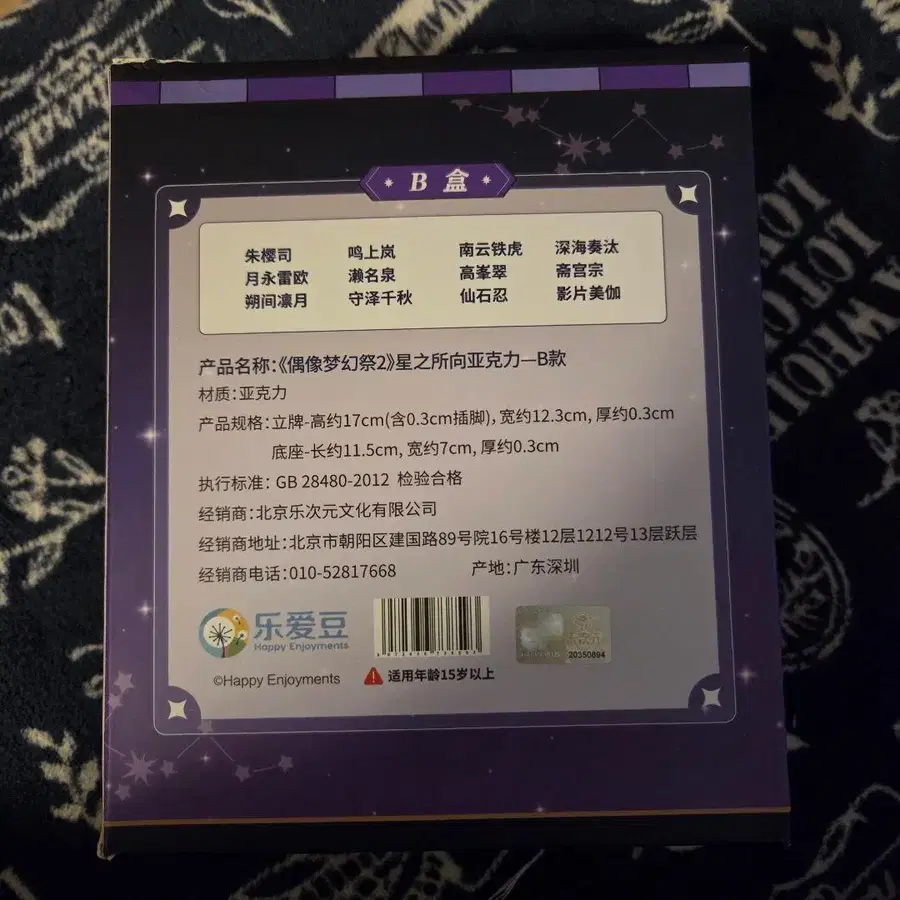 B 盒
朱樱司 鸣上岚 南云铁虎 深海奏汰
月永雷欧 濑名泉 高峯翠 斋宫宗
朔间凛月 守泽千秋 仙石忍 影片美伽
产品名称:《偶像梦幻祭2》星之所向亚克力—B款
材质:亚克力
产品规格:立牌-高约17cm(含0.3cm插脚), 宽约12.3cm, 厚约0.3cm
底座-长约11.5cm, 宽约7cm, 厚约0.3cm
执行标准: GB 28480-2012 检验合格
经销商:北京乐次元文化有限公司
经销商地址:北京市朝阳区建国路89号院16号楼12层1212号13层跃层
经销商电话:010-52817668 产地:广东深圳
乐爱豆
Happy Enjoyments
20350894
©Happy Enjoyments
适用年龄15岁以上